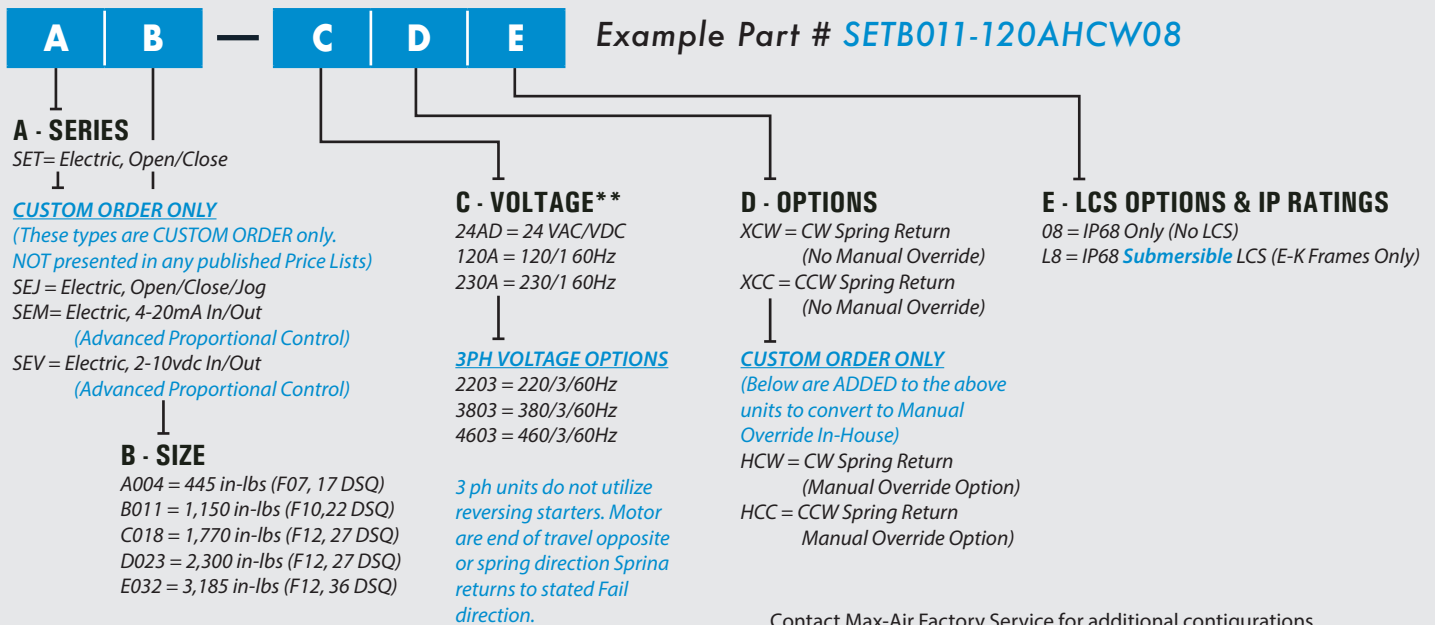 A B — C D E Example Part # SETB011-120AHCW08
A - SERIES
SET= Electric, Open/Close
CUSTOM ORDER ONLY
(These types are CUSTOM ORDER only.
NOT presented in any published Price Lists)
SEJ = Electric, Open/Close/Jog
SEM= Electric, 4-20mA In/Out
(Advanced Proportional Control)
SEV = Electric, 2-10vdc In/Out
(Advanced Proportional Control)
B - SIZE
A004 = 445 in-lbs (F07, 17 DSQ)
B011 = 1,150 in-lbs (F10,22 DSQ)
C018 = 1,770 in-lbs (F12, 27 DSQ)
D023 = 2,300 in-lbs (F12, 27 DSQ)
E032 = 3,185 in-lbs (F12, 36 DSQ)
C - VOLTAGE**
24AD = 24 VAC/VDC
120A = 120/1 60Hz
230A = 230/1 60Hz
3PH VOLTAGE OPTIONS
2203 = 220/3/60Hz
3803 = 380/3/60Hz
4603 = 460/3/60Hz
3 ph units do not utilize
reversing starters. Motor
are end of travel opposite
or spring direction Sprina
returns to stated Fail
direction.
D - OPTIONS
XCW = CW Spring Return
(No Manual Override)
XCC = CCW Spring Return
(No Manual Override)
CUSTOM ORDER ONLY
(Below are ADDED to the above
units to convert to Manual
Override In-House)
HCW = CW Spring Return
(Manual Override Option)
HCC = CCW Spring Return
Manual Override Option)
E - LCS OPTIONS & IP RATINGS
08 = IP68 Only (No LCS)
L8 = IP68 Submersible LCS (E-K Frames Only)
Contact Max-Air Factory Service for additional contigurations